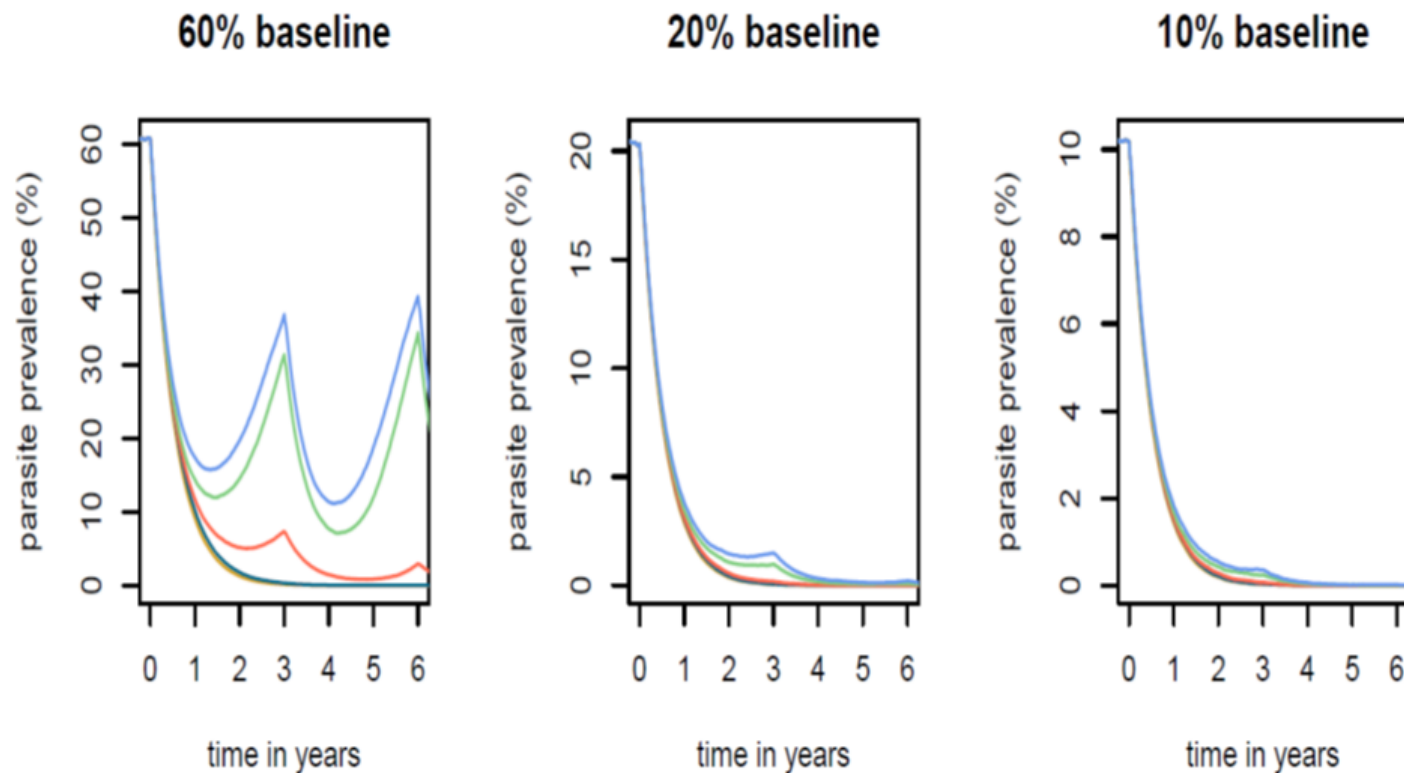 60% baseline
20% baseline
10% baseline
parasite prevalence (%)
60
50
40
30
20
10
0
0 1 2 3 4 5 6
time in years
parasite prevalence (%)
20
15
10
5
0
0 1 2 3 4 5 6
time in years
parasite prevalence (%)
10
8
6
4
2
0
0 1 2 3 4 5 6
time in years